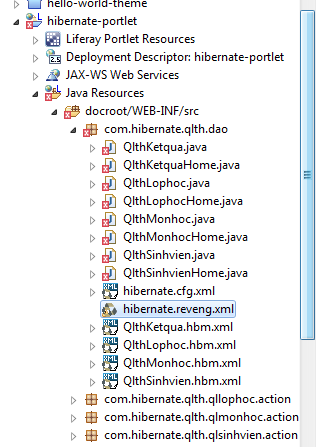 hello-world-theme
hibernate-portlet
Liferay Portlet Resources
Deployment Descriptor: hibernate-portlet
JAX-WS Web Services
Java Resources
docroot/WEB-INF/src
com.hibernate.qlth.dao
QlthKetqua.java
QlthKetquaHome.java
QlthLophoc.java
QlthLophocHome.java
QlthMonhoc.java
QlthMonhocHome.java
QlthSinhvien.java
QlthSinhvienHome.java
hibernate.cfg.xml
hibernate.reveng.xml
QlthKetqua.hbm.xml
QlthLophoc.hbm.xml
QlthMonhoc.hbm.xml
QlthSinhvien.hbm.xml
com.hibernate.qlth.qllophoc.action
com.hibernate.qlth.qlmonhoc.action
com.hibernate.qlth.qlsinhvien.action